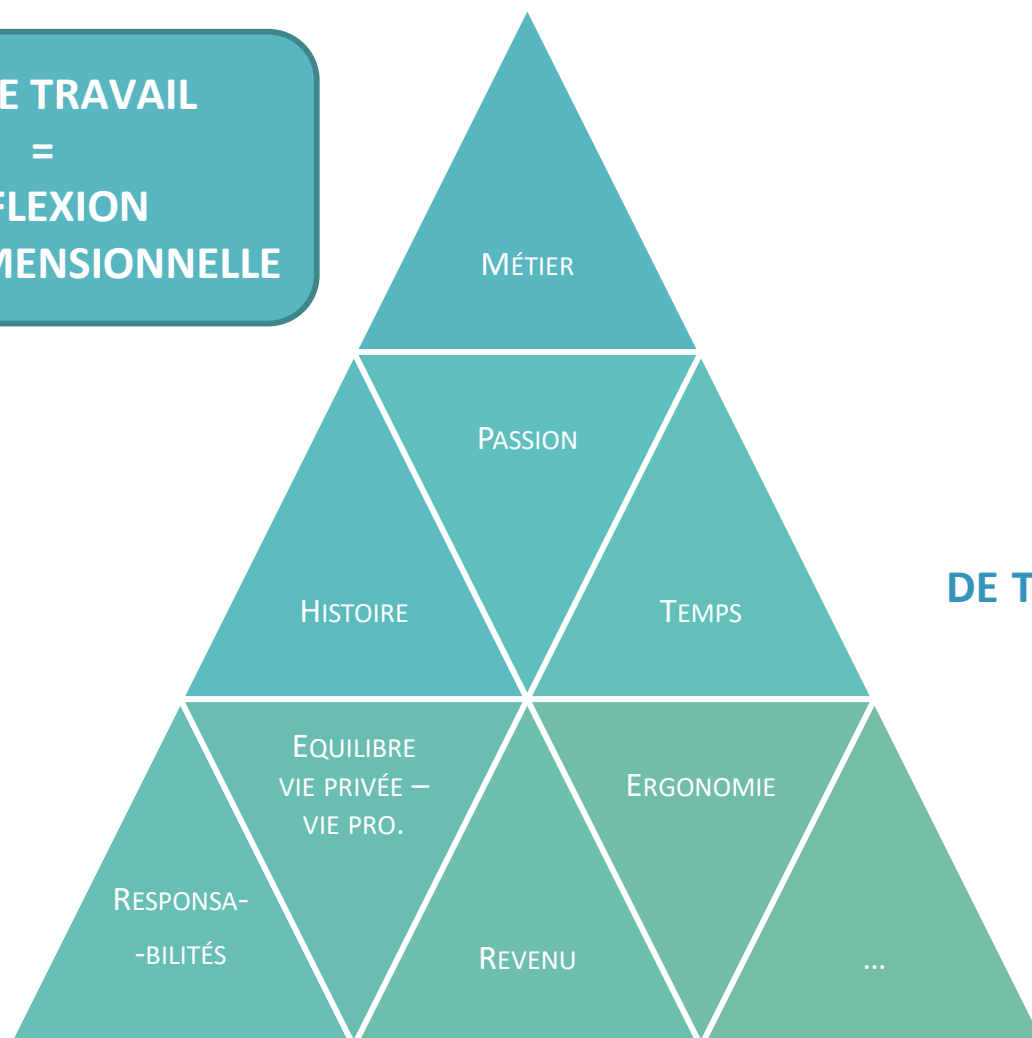 E TRAVAIL
=
FLEXION
MENSIONNELLE
MÉTIER
PASSION
HISTOIRE
TEMPS
DE T
EQUILIBRE
VIE PRIVÉE –
VIE PRO.
ERGONOMIE
RESPONSA-
-BILITÉS
REVENU
...